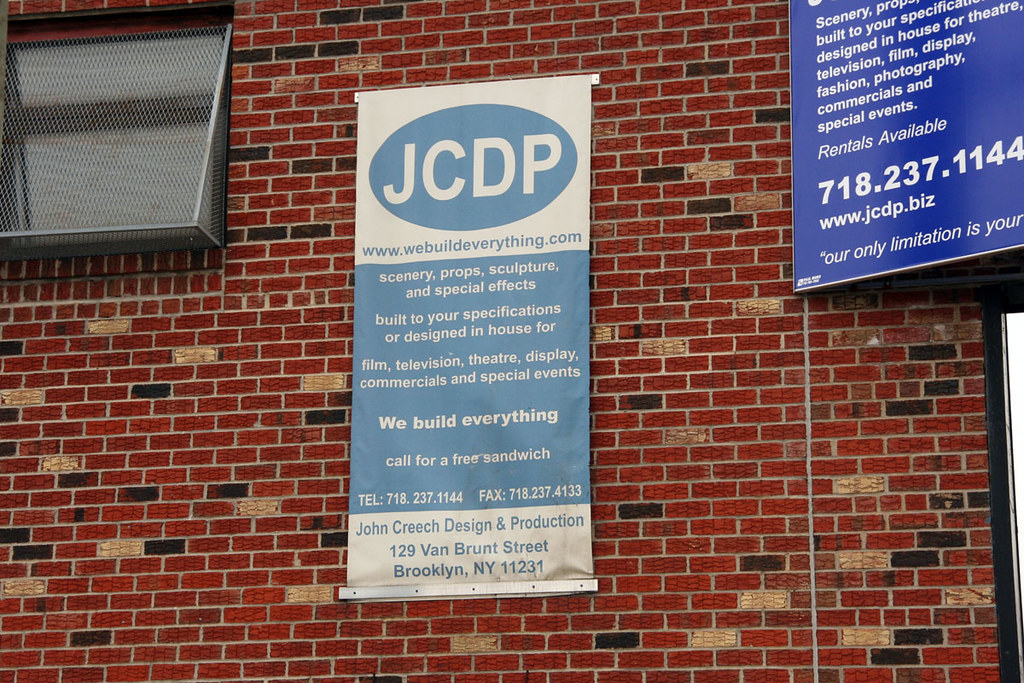 JCDP
www.webuildeverything.com
scenery, props, sculpture,
and special effects
built to your specifications
or designed in house for
film, television, theatre, display,
commercials and special events
We build everything
call for a free sandwich
TEL: 718. 237.1144 FAX: 718.237.4133
John Creech Design & Production
129 Van Brunt Street
Brooklyn, NY 11231
Scenery, props,
built to your
designed in house for theatre,
television, film, display,
fashion, photography,
commercials and
special events.
Rentals Available
718.237.1144
www.jcdp.biz
“our only limitation is your